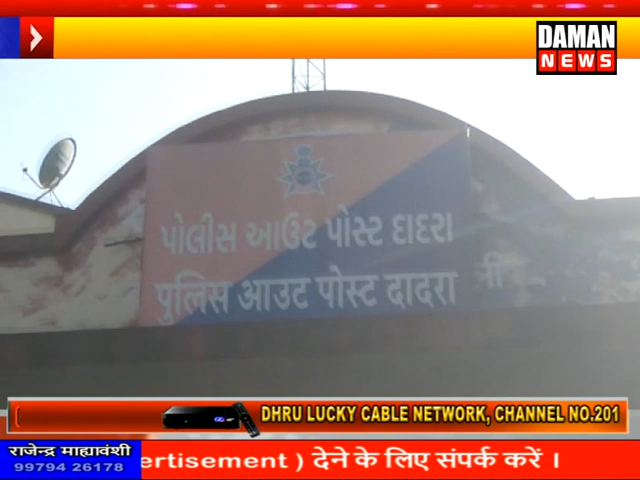 DAMAN
NEWS
પોલીસ આઉટ પોસ્ટ દાદરા
पुलिस आउट पोस्ट दादरा
DHRU LUCKY CABLE NETWORK, CHANNEL NO.201
राजेन्द्र माह्यावंशी
99794 26178
ertisement ) देने के लिए संपर्क करें ।